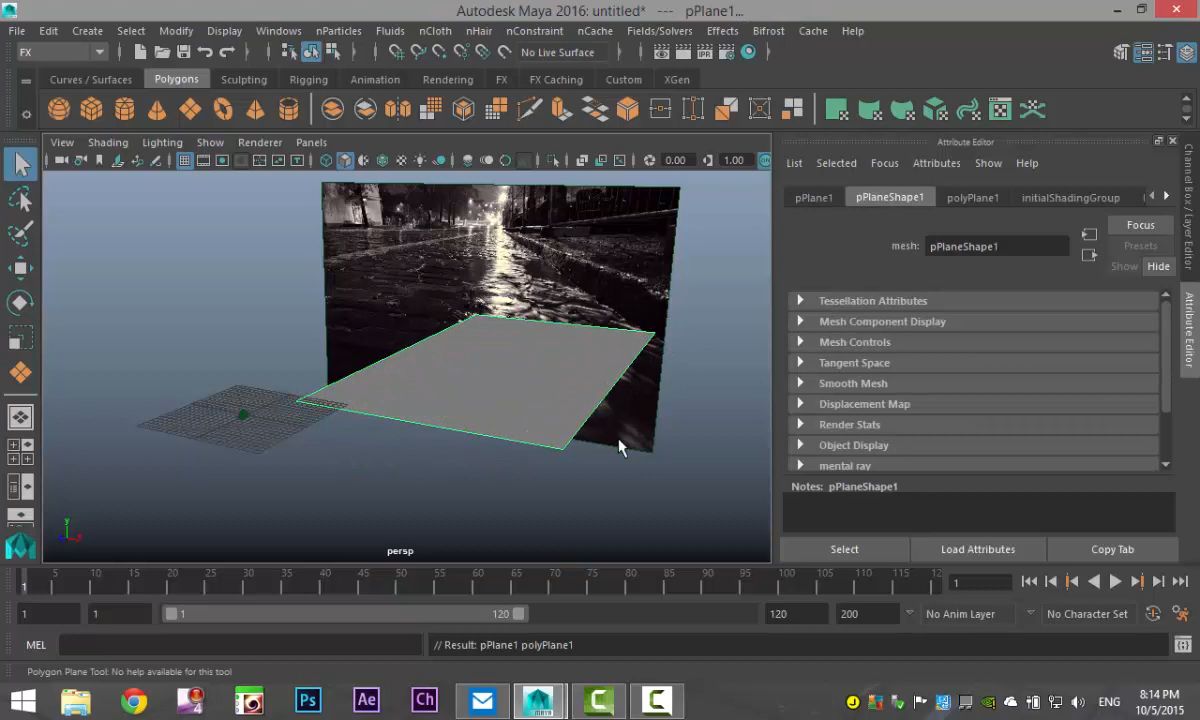 Autodesk Maya 2016: untitled*   ---   pPlane1...
File Edit Create Select Modify Display Windows nParticles Fluids nCloth nHair nConstraint nCache Fields/Solvers Effects Bifrost Cache Help
FX No Live Surface IPR
Curves / Surfaces Polygons Sculpting Rigging Animation Rendering FX FX Caching Custom XGen
View Shading Lighting Show Renderer Panels
0.00 1.00
persp
Attribute Editor
List Selected Focus Attributes Show Help
pPlane1 pPlaneShape1 polyPlane1 initialShadingGroup
Focus
mesh: pPlaneShape1
Presets
Show Hide
Tessellation Attributes
Mesh Component Display
Mesh Controls
Tangent Space
Smooth Mesh
Displacement Map
Render Stats
Object Display
mental ray
Notes: pPlaneShape1
Select Load Attributes Copy Tab
Channel Box / Layer Editor
Attribute Editor
5 10 15 20 25 30 35 40 45 50 55 60 65 70 75 80 85 90 95 100 105 110 115 12
1 1
1 1 1 120 120 200 No Anim Layer No Character Set
MEL // Result: pPlane1 polyPlane1
Polygon Plane Tool: No help available for this tool
Ps Ae Ch MAYA ENG
8:14 PM
10/5/2015